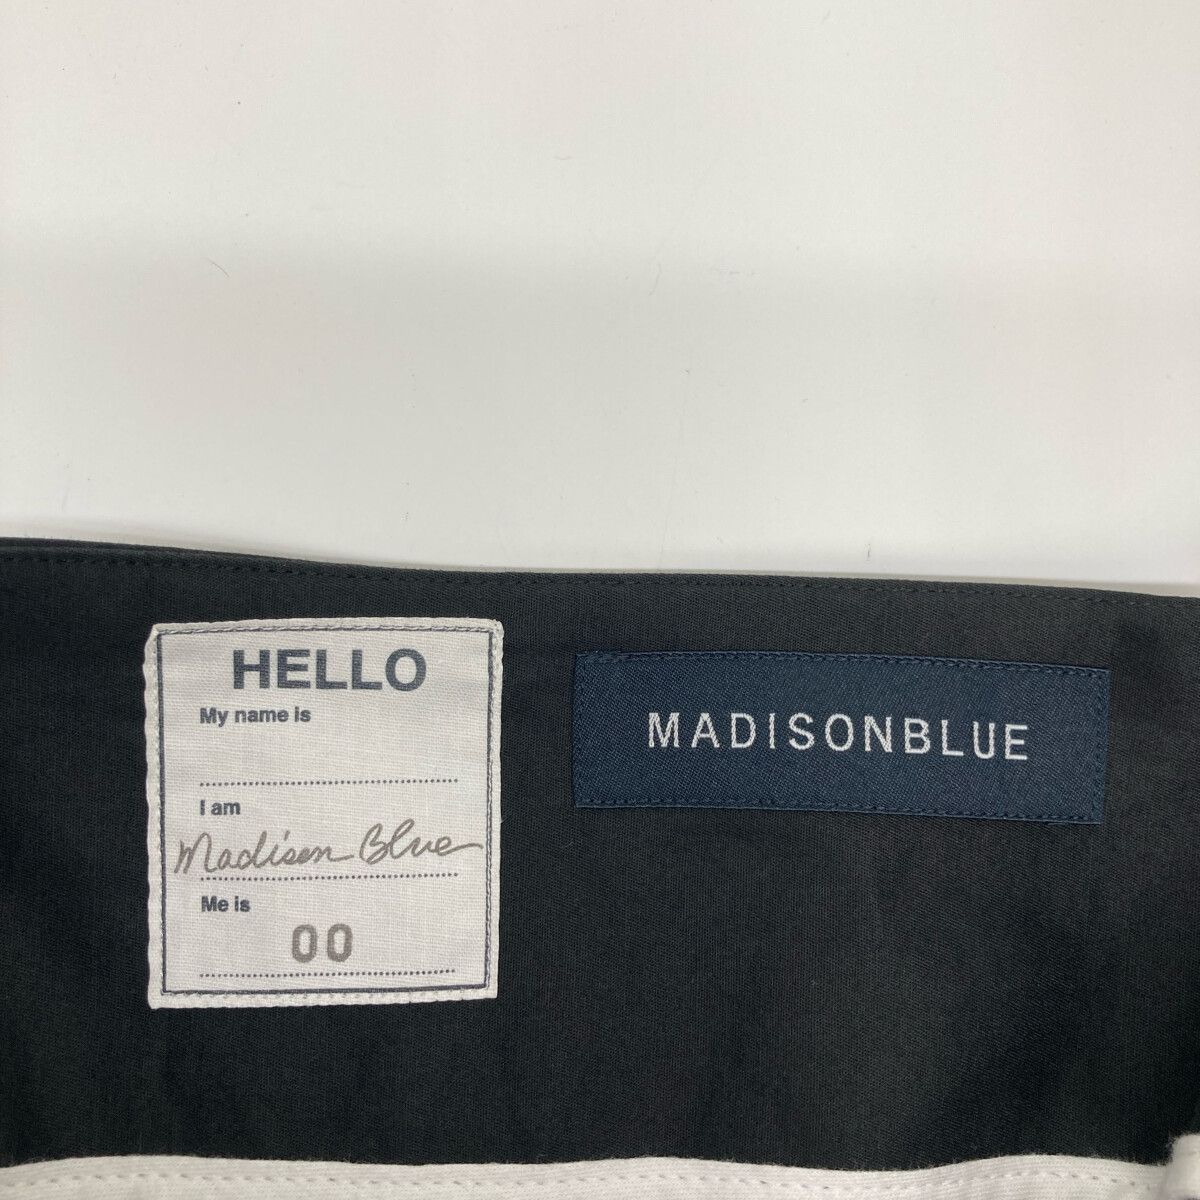 HELLO
My name is
I am
Madison Blue
Me is
00
MADISONBLUE